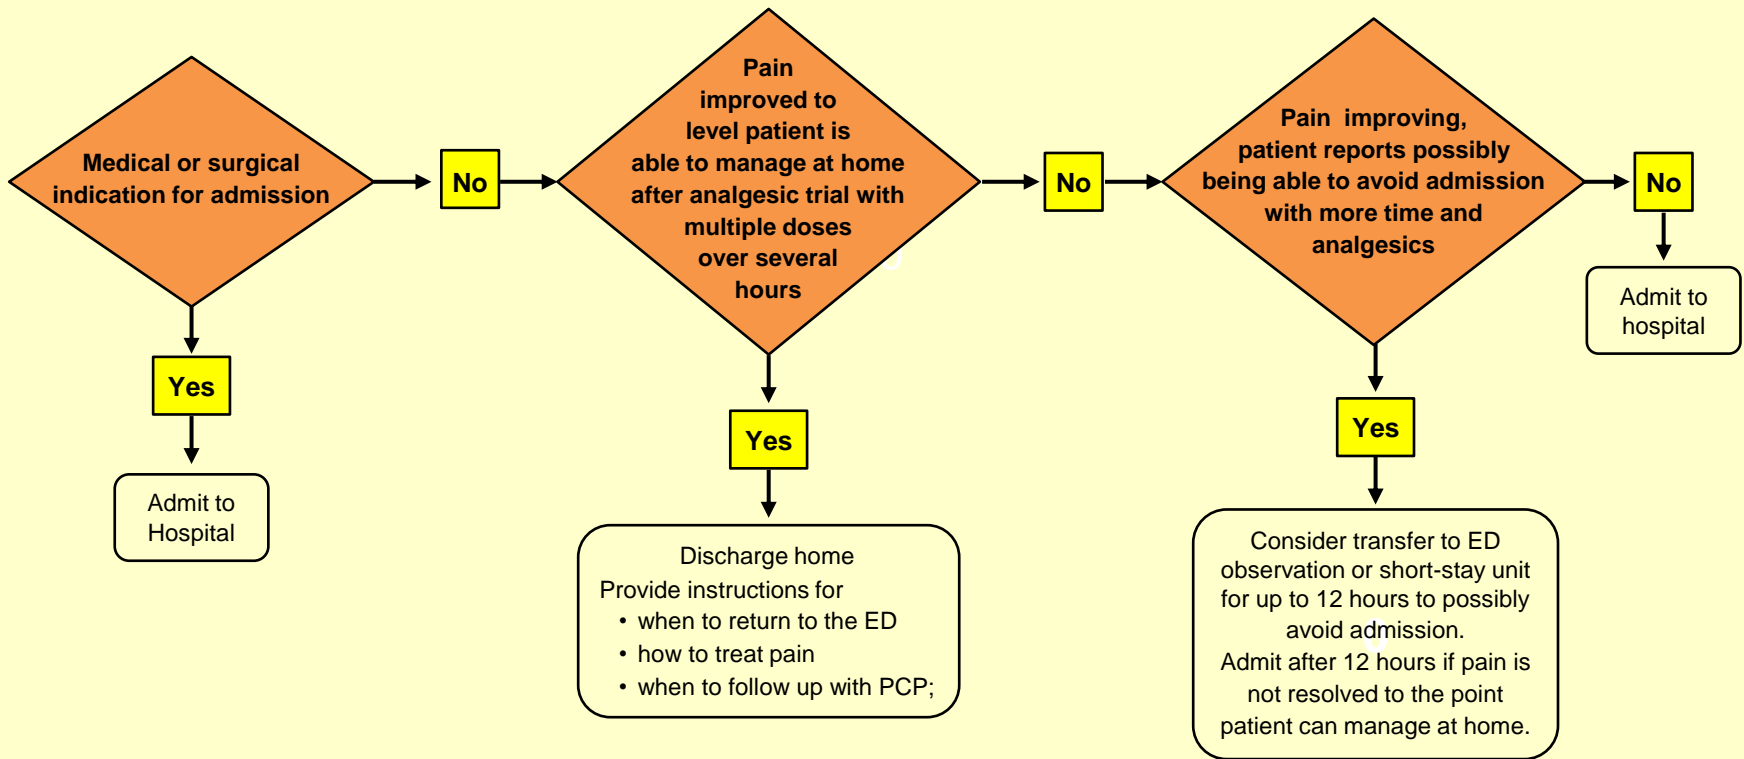 Medical or surgical
indication for admission
No
Yes
Admit to
Hospital
Pain
improved to
level patient is
able to manage at home
after analgesic trial with
multiple doses
over several
hours
No
Yes
Discharge home
Provide instructions for
• when to return to the ED
• how to treat pain
• when to follow up with PCP;
Pain improving,
patient reports possibly
being able to avoid admission
with more time and
analgesics
No
Admit to
hospital
Yes
Consider transfer to ED
observation or short-stay unit
for up to 12 hours to possibly
avoid admission.
Admit after 12 hours if pain is
not resolved to the point
patient can manage at home.